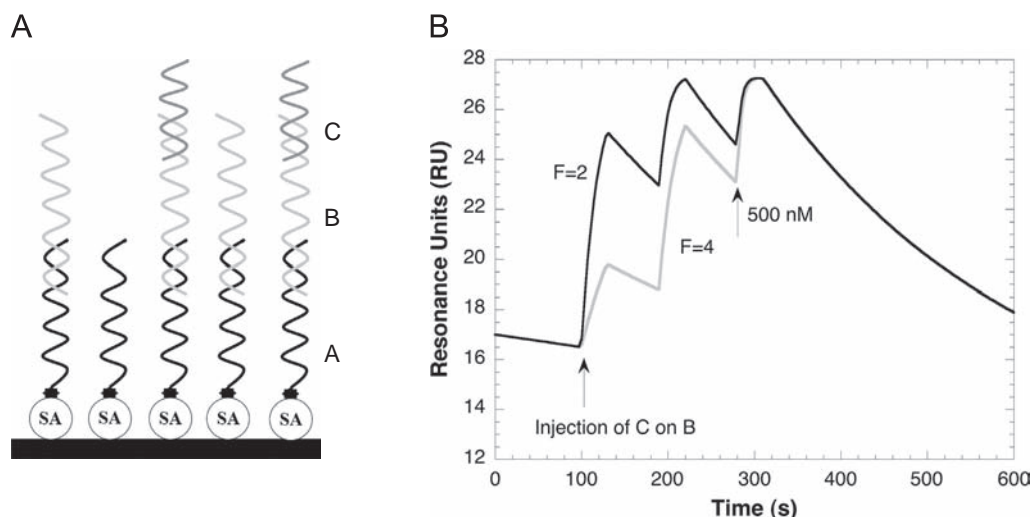 A
C
B
A
SA SA SA SA SA
B
28
26
24
22
20
18
16
14
12
Resonance Units (RU)
F=2
F=4
500 nM
Injection of C on B
0 100 200 300 400 500 600
Time (s)